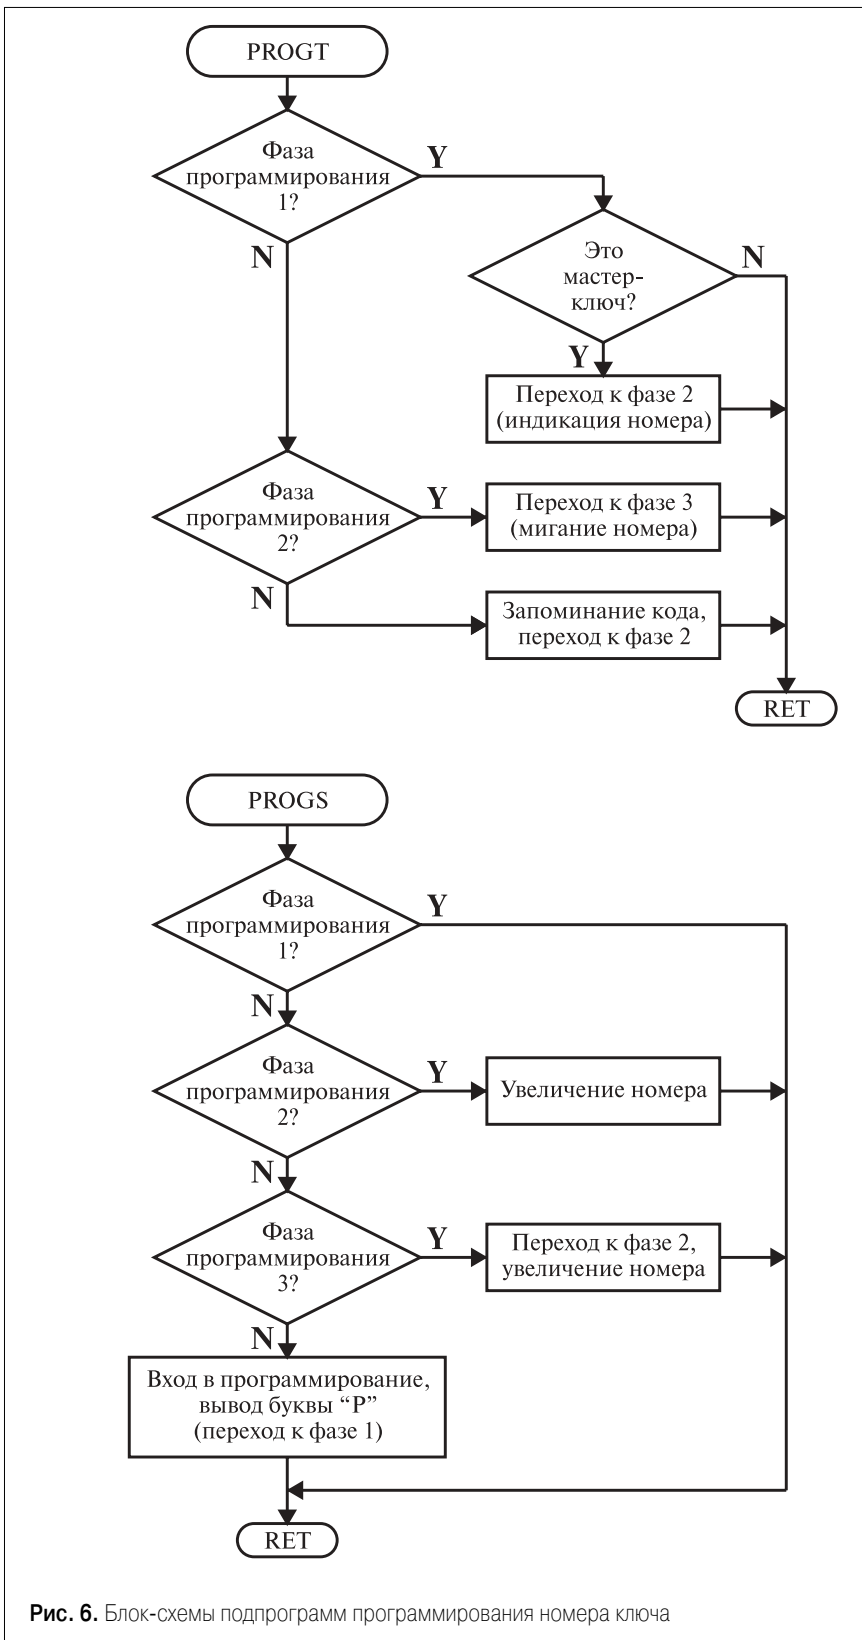 PROGT
Фаза
программирования
1?
Y
N
Это
мастер-
ключ?
N
Y
Переход к фазе 2
(индикация номера)
Фаза
программирования
2?
Y
Переход к фазе 3
(мигание номера)
N
Запоминание кода,
переход к фазе 2
RET
PROGS
Фаза
программирования
1?
Y
N
Фаза
программирования
2?
Y
Увеличение номера
N
Фаза
программирования
3?
Y
Переход к фазе 2,
увеличение номера
N
Вход в программирование,
вывод буквы “P”
(переход к фазе 1)
RET
Рис. 6. Блок-схемы подпрограмм программирования номера ключа